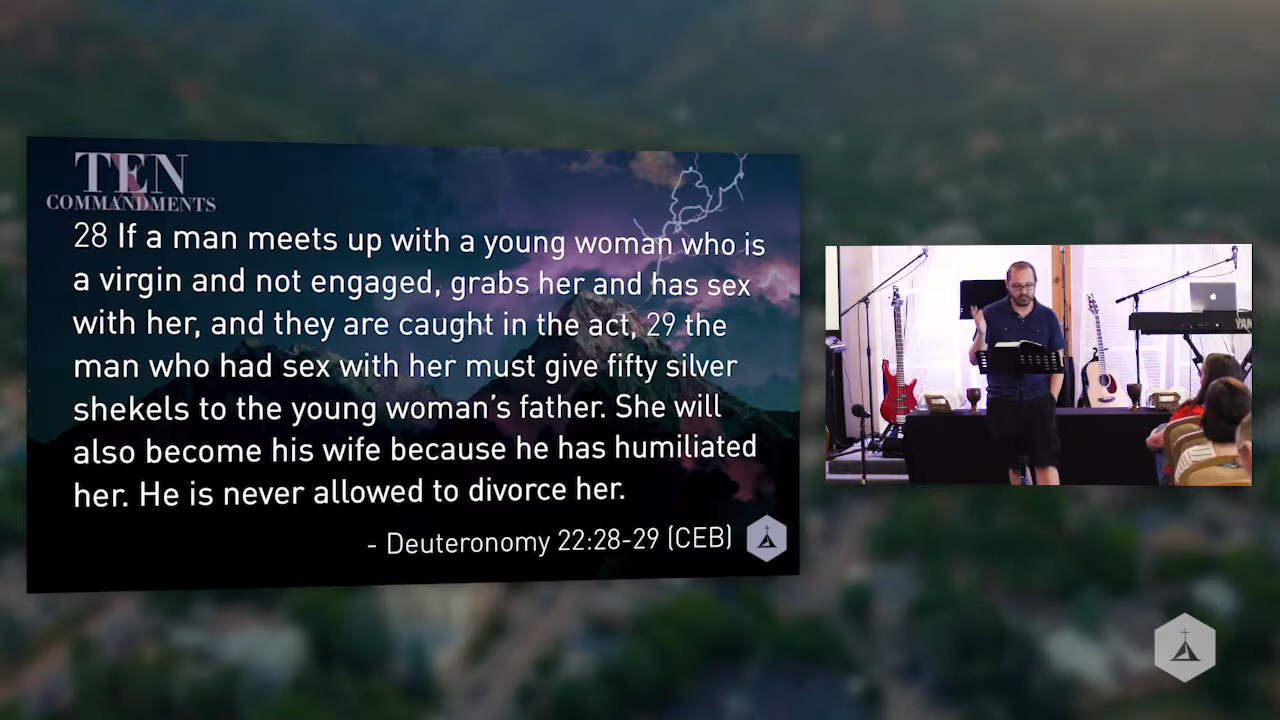 TEN
COMMANDMENTS
28 If a man meets up with a young woman who is
a virgin and not engaged, grabs her and has sex
with her, and they are caught in the act, 29 the
man who had sex with her must give fifty silver
shekels to the young woman's father. She will
also become his wife because he has humiliated
her. He is never allowed to divorce her.
- Deuteronomy 22:28-29 (CEB)
YAM